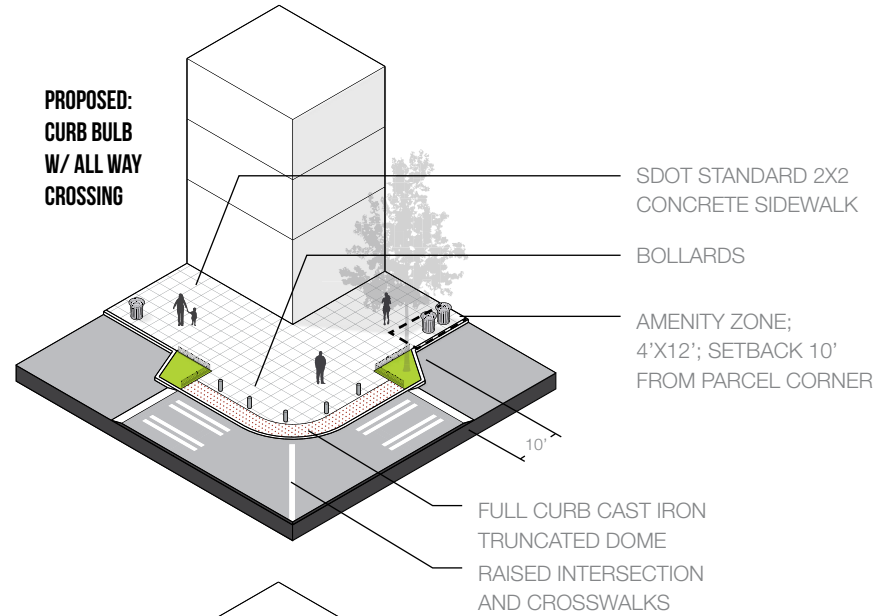 PROPOSED:
CURB BULB
W/ ALL WAY
CROSSING
SDOT STANDARD 2X2
CONCRETE SIDEWALK
BOLLARDS
AMENITY ZONE;
4’X12’; SETBACK 10’
FROM PARCEL CORNER
10’
FULL CURB CAST IRON
TRUNCATED DOME
RAISED INTERSECTION
AND CROSSWALKS